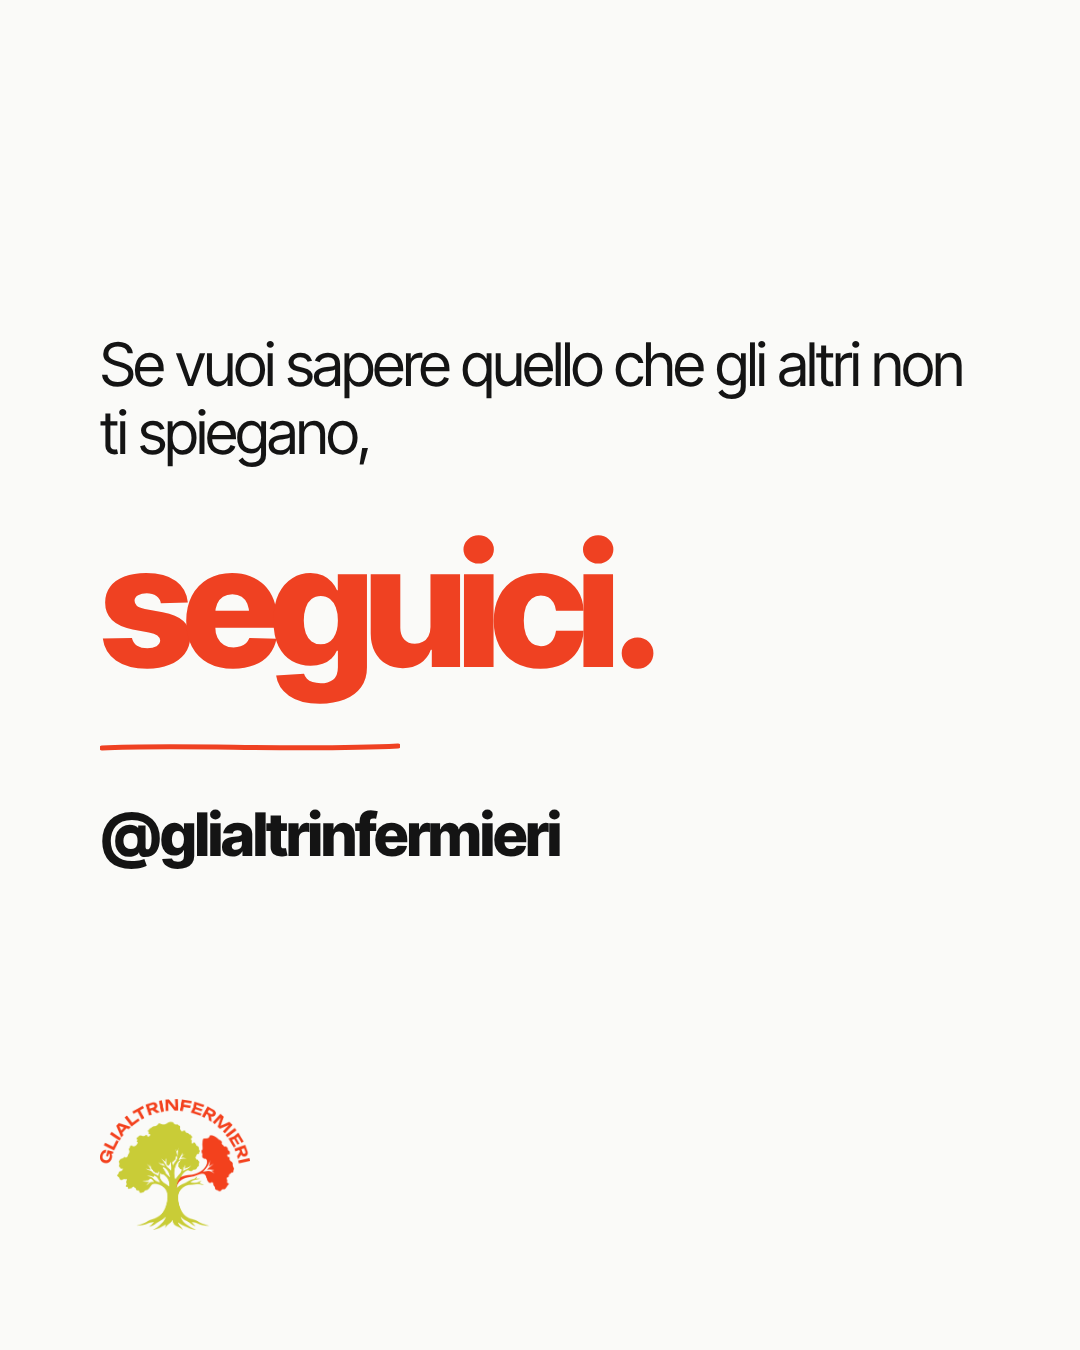 Se vuoi sapere quello che gli altri non
ti spiegano,
seguici.
@glialtrinfermieri
GLIALTRINFERMIERI